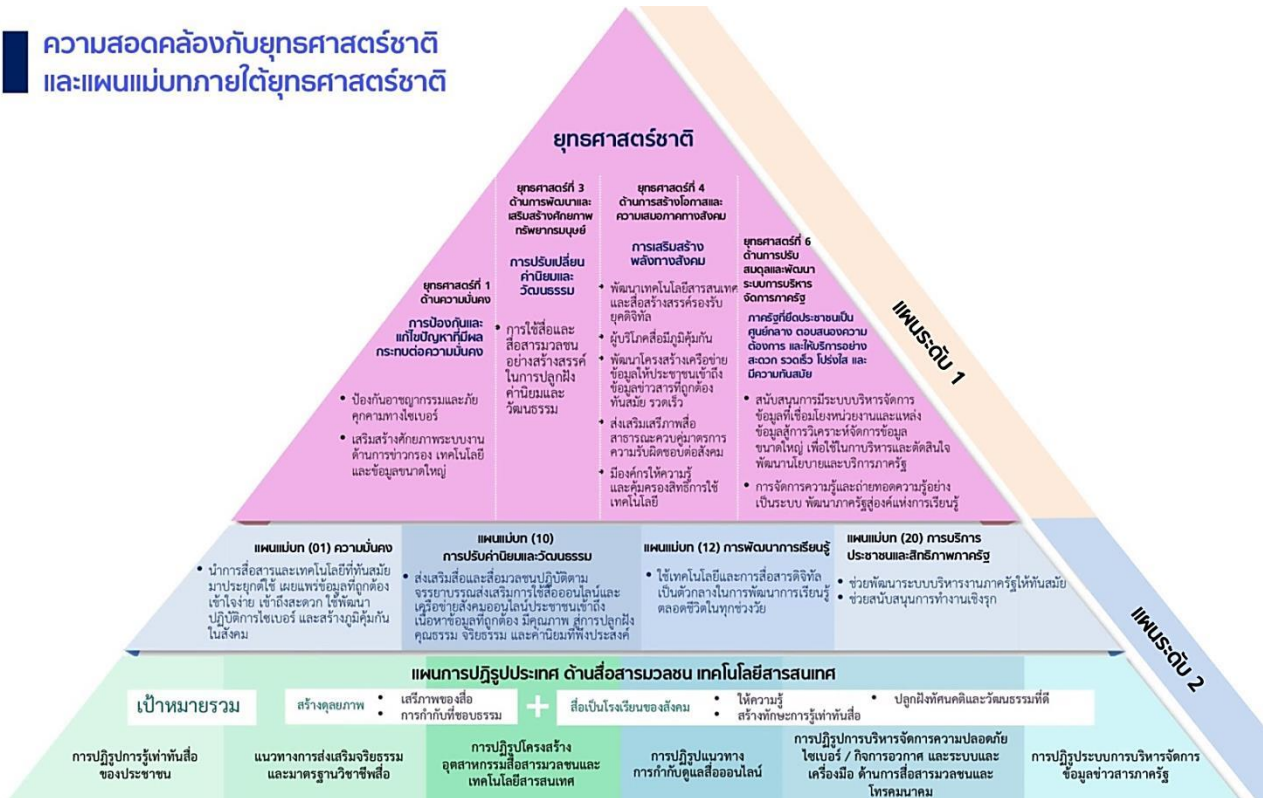 ความสอดคล้องกับยุทธศาสตร์ชาติ
และแผนแม่บทภายใต้ยุทธศาสตร์ชาติ
ยุทธศาสตร์ชาติ
ยุทธศาสตร์ที่ 1
ด้านความมั่นคง
การป้องกันและ
แก้ไขปัญหาที่มีผล
กระทบต่อความมั่นคง
• ป้องกันอาชญากรรมและภัย
คุกคามทางไซเบอร์
• เสริมสร้างศักยภาพระบบงาน
ด้านการข่าวกรอง เทคโนโลยี
และข้อมูลขนาดใหญ่
ยุทธศาสตร์ที่ 3
ด้านการพัฒนาและ
เสริมสร้างศักยภาพ
ทรัพยากรมนุษย์
การปรับเปลี่ยน
ค่านิยมและ
วัฒนธรรม
• การใช้สื่อและ
สื่อสารมวลชน
อย่างสร้างสรรค์
ในการปลูกฝัง
ค่านิยมและ
วัฒนธรรม
ยุทธศาสตร์ที่ 4
ด้านการสร้างโอกาสและ
ความเสมอภาคทางสังคม
การเสริมสร้าง
พลังทางสังคม
• พัฒนาเทคโนโลยีสารสนเทศ
และสื่อสร้างสรรค์รองรับ
ยุคดิจิทัล
• ผู้บริโภคสื่อมีภูมิคุ้มกัน
• พัฒนาโครงสร้างเครือข่าย
ข้อมูลให้ประชาชนเข้าถึง
ข้อมูลข่าวสารที่ถูกต้อง
ทันสมัย รวดเร็ว
• ส่งเสริมเสรีภาพสื่อ
สาธารณะควบคู่มาตรการ
ความรับผิดชอบต่อสังคม
• มีองค์กรให้ความรู้
และคุ้มครองสิทธิ์การใช้
เทคโนโลยี
ยุทธศาสตร์ที่ 6
ด้านการปรับ
สมดุลและพัฒนา
ระบบการบริหาร
จัดการภาครัฐ
ภาครัฐที่ยึดประชาชนเป็น
ศูนย์กลาง ตอบสนองความ
ต้องการ และให้บริการอย่าง
สะดวก รวดเร็ว โปร่งใส และ
มีความทันสมัย
• สนับสนุนการมีระบบบริหารจัดการ
ข้อมูลที่เชื่อมโยงหน่วยงานและแหล่ง
ข้อมูลสู้การวิเคราะห์จัดการข้อมูล
ขนาดใหญ่ เพื่อใช้ในกาบริหารและตัดสินใจ
พัฒนานโยบายและบริการภาครัฐ
• การจัดการความรู้และถ่ายทอดความรู้อย่าง
เป็นระบบ พัฒนาภาครัฐสู่องค์แห่งการเรียนรู้
แผนระดับ 1
แผนแม่บท (01) ความมั่นคง
• นำการสื่อสารและเทคโนโลยีที่ทันสมัย
มาประยุกต์ใช้ เผยแพร่ข้อมูลที่ถูกต้อง
เข้าใจง่าย เข้าถึงสะดวก ใช้พัฒนา
ปฏิบัติการไซเบอร์ และสร้างภูมิคุ้มกัน
ในสังคม
แผนแม่บท (10)
การปรับค่านิยมและวัฒนธรรม
• ส่งเสริมสื่อและสื่อมวลชนปฏิบัติตาม
จรรยาบรรณส่งเสริมการใช้สื่อออนไลน์และ
เครือข่ายสังคมออนไลน์ประชาชนเข้าถึง
เนื้อหาข้อมูลที่ถูกต้อง มีคุณภาพ สู่การปลูกฝัง
คุณธรรม จริยธรรม และค่านิยมที่พึงประสงค์
แผนแม่บท (12) การพัฒนาการเรียนรู้
• ใช้เทคโนโลยีและการสื่อสารดิจิทัล
เป็นตัวกลางในการพัฒนาการเรียนรู้
ตลอดชีวิตในทุกช่วงวัย
แผนแม่บท (20) การบริการ
ประชาชนและสิทธิภาพภาครัฐ
• ช่วยพัฒนาระบบบริหารงานภาครัฐให้ทันสมัย
• ช่วยสนับสนุนการทำงานเชิงรุก
แผนระดับ 2
แผนการปฏิรูปประเทศ ด้านสื่อสารมวลชน เทคโนโลยีสารสนเทศ
เป้าหมายรวม
สร้างดุลยภาพ
• เสรีภาพของสื่อ
• การกำกับที่ชอบธรรม
+
สื่อเป็นโรงเรียนของสังคม
• ให้ความรู้
• สร้างทักษะการรู้เท่าทันสื่อ
• ปลูกฝังทัศนคติและวัฒนธรรมที่ดี
การปฏิรูปการรู้เท่าทันสื่อ
ของประชาชน
แนวทางการส่งเสริมจริยธรรม
และมาตรฐานวิชาชีพสื่อ
การปฏิรูปโครงสร้าง
อุตสาหกรรมสื่อสารมวลชนและ
เทคโนโลยีสารสนเทศ
การปฏิรูปแนวทาง
การกำกับดูแลสื่อออนไลน์
การปฏิรูปการบริหารจัดการความปลอดภัย
ไซเบอร์ / กิจการอวกาศ และระบบและ
เครื่องมือ ด้านการสื่อสารมวลชนและ
โทรคมนาคม
การปฏิรูประบบการบริหารจัดการ
ข้อมูลข่าวสารภาครัฐ